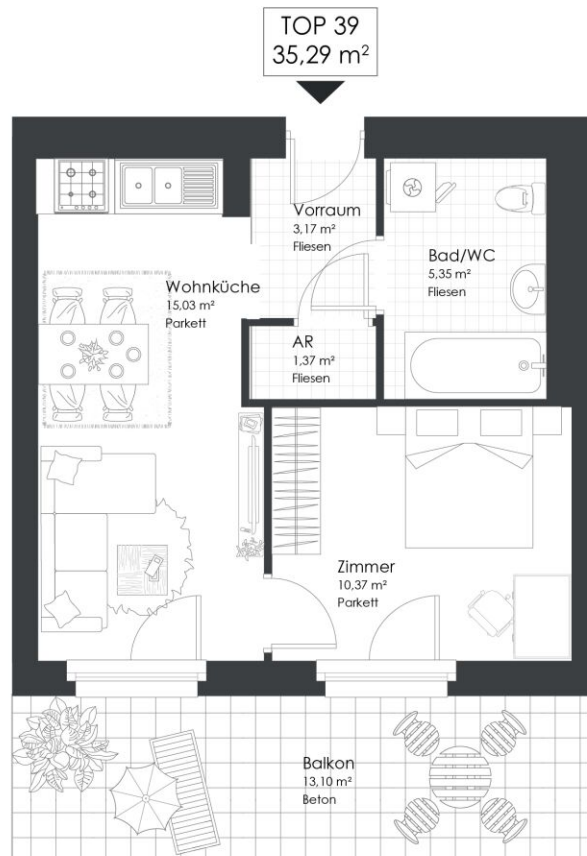 TOP 39
35,29 m²
Vorraum
3,17 m²
Fliesen
Bad/WC
5,35 m²
Fliesen
Wohnküche
15,03 m²
Parkett
AR
1,37 m²
Fliesen
Zimmer
10,37 m²
Parkett
Balkon
13,10 m²
Beton